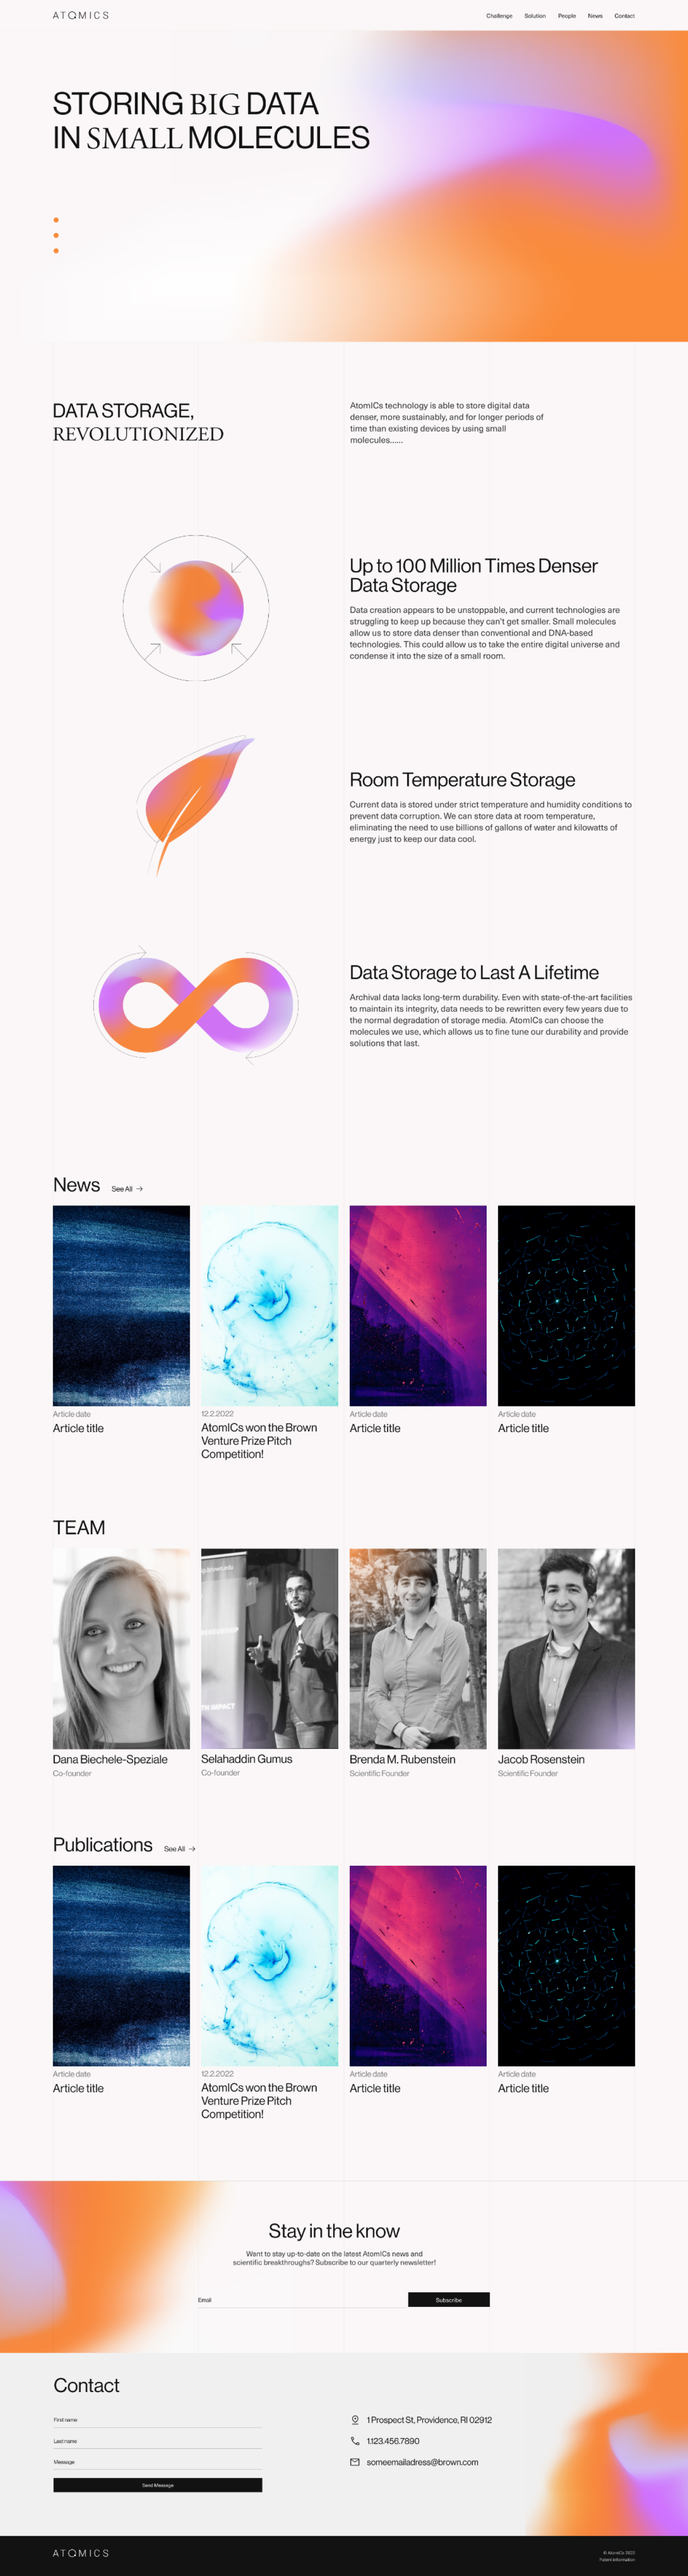 ATOMICS
Challenge Solution People News Contact
STORING BIG DATA
IN SMALL MOLECULES
DATA STORAGE,
REVOLUTIONIZED
AtomICs technology is able to store digital data
denser, more sustainably, and for longer periods of
time than existing devices by using small
molecules......
Up to 100 Million Times Denser
Data Storage
Data creation appears to be unstoppable, and current technologies are
struggling to keep up because they can't get smaller. Small molecules
allow us to store data denser than conventional and DNA-based
technologies. This could allow us to take the entire digital universe and
condense it into the size of a small room.
Room Temperature Storage
Current data is stored under strict temperature and humidity conditions to
prevent data corruption. We can store data at room temperature,
eliminating the need to use billions of gallons of water and kilowatts of
energy just to keep our data cool.
Data Storage to Last A Lifetime
Archival data lacks long-term durability. Even with state-of-the-art facilities
to maintain its integrity, data needs to be rewritten every few years due to
the normal degradation of storage media. AtomICs can choose the
molecules we use, which allows us to fine tune our durability and provide
solutions that last.
News See All →
Article date
Article title
12.2.2022
AtomICs won the Brown
Venture Prize Pitch
Competition!
Article date
Article title
Article date
Article title
TEAM
TH IMPACT
Dana Biechele-Speziale
Co-founder
Selahaddin Gumus
Co-founder
Brenda M. Rubenstein
Scientific Founder
Jacob Rosenstein
Scientific Founder
Publications See All →
Article date
Article title
12.2.2022
AtomICs won the Brown
Venture Prize Pitch
Competition!
Article date
Article title
Article date
Article title
Stay in the know
Want to stay up-to-date on the latest AtomICs news and
scientific breakthroughs? Subscribe to our quarterly newsletter!
Email
Subscribe
Contact
First name
Last name
Message
Send Message
1 Prospect St, Providence, RI 02912
1.123.456.7890
someemailadress@brown.com
ATOMICS
Patent Information